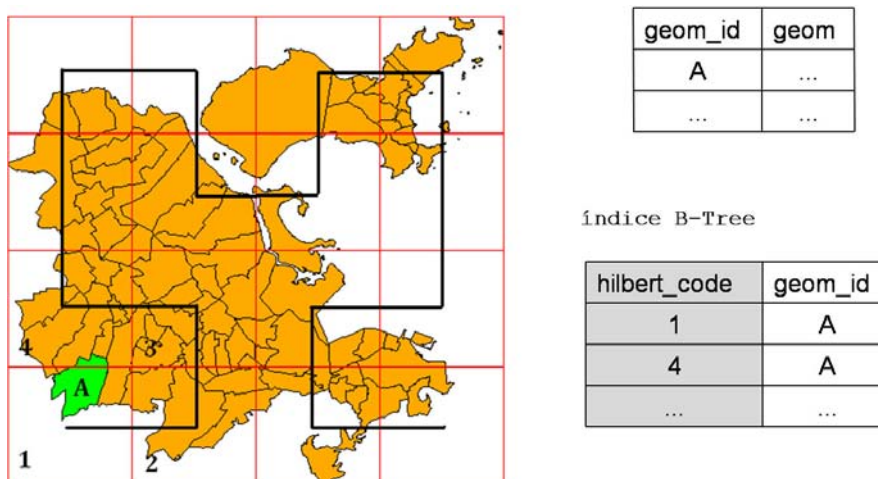 4
3
A
1
2
geom_id geom
A ...
... ...
índice B-Tree
hilbert_code geom_id
1 A
4 A
... ...